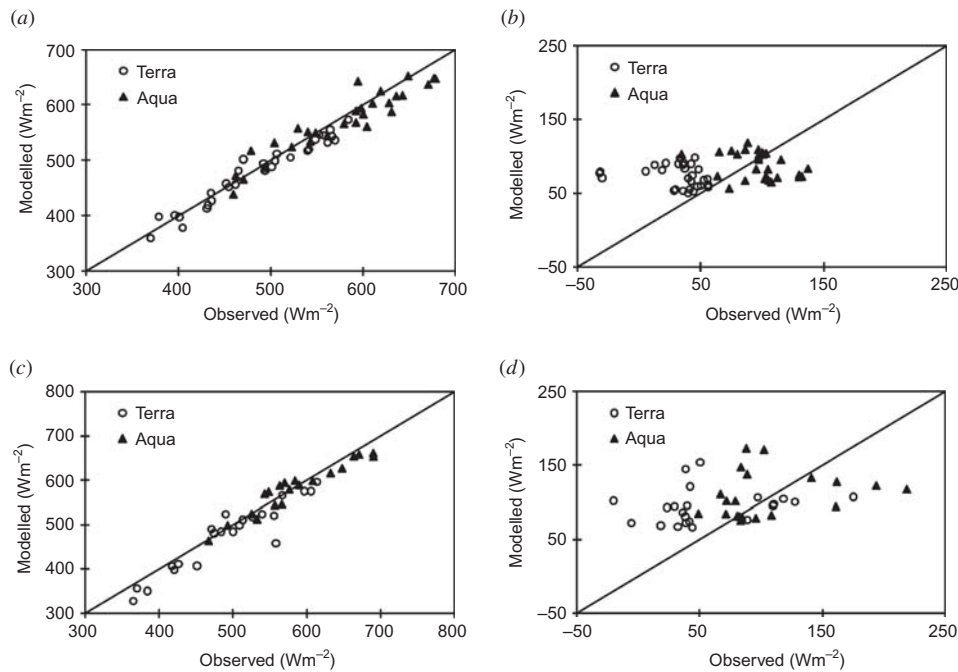 (a)
700
Terra
Aqua
600
500
400
300
300 400 500 600 700
Modelled (Wm−2)
Observed (Wm−2)
(b)
250
Terra
Aqua
150
50
−50
−50 50 150 250
Modelled (Wm−2)
Observed (Wm−2)
(c)
800
Terra
Aqua
700
600
500
400
300
300 400 500 600 700 800
Modelled (Wm−2)
Observed (Wm−2)
(d)
250
Terra
Aqua
150
50
−50
−50 50 150 250
Modelled (Wm−2)
Observed (Wm−2)